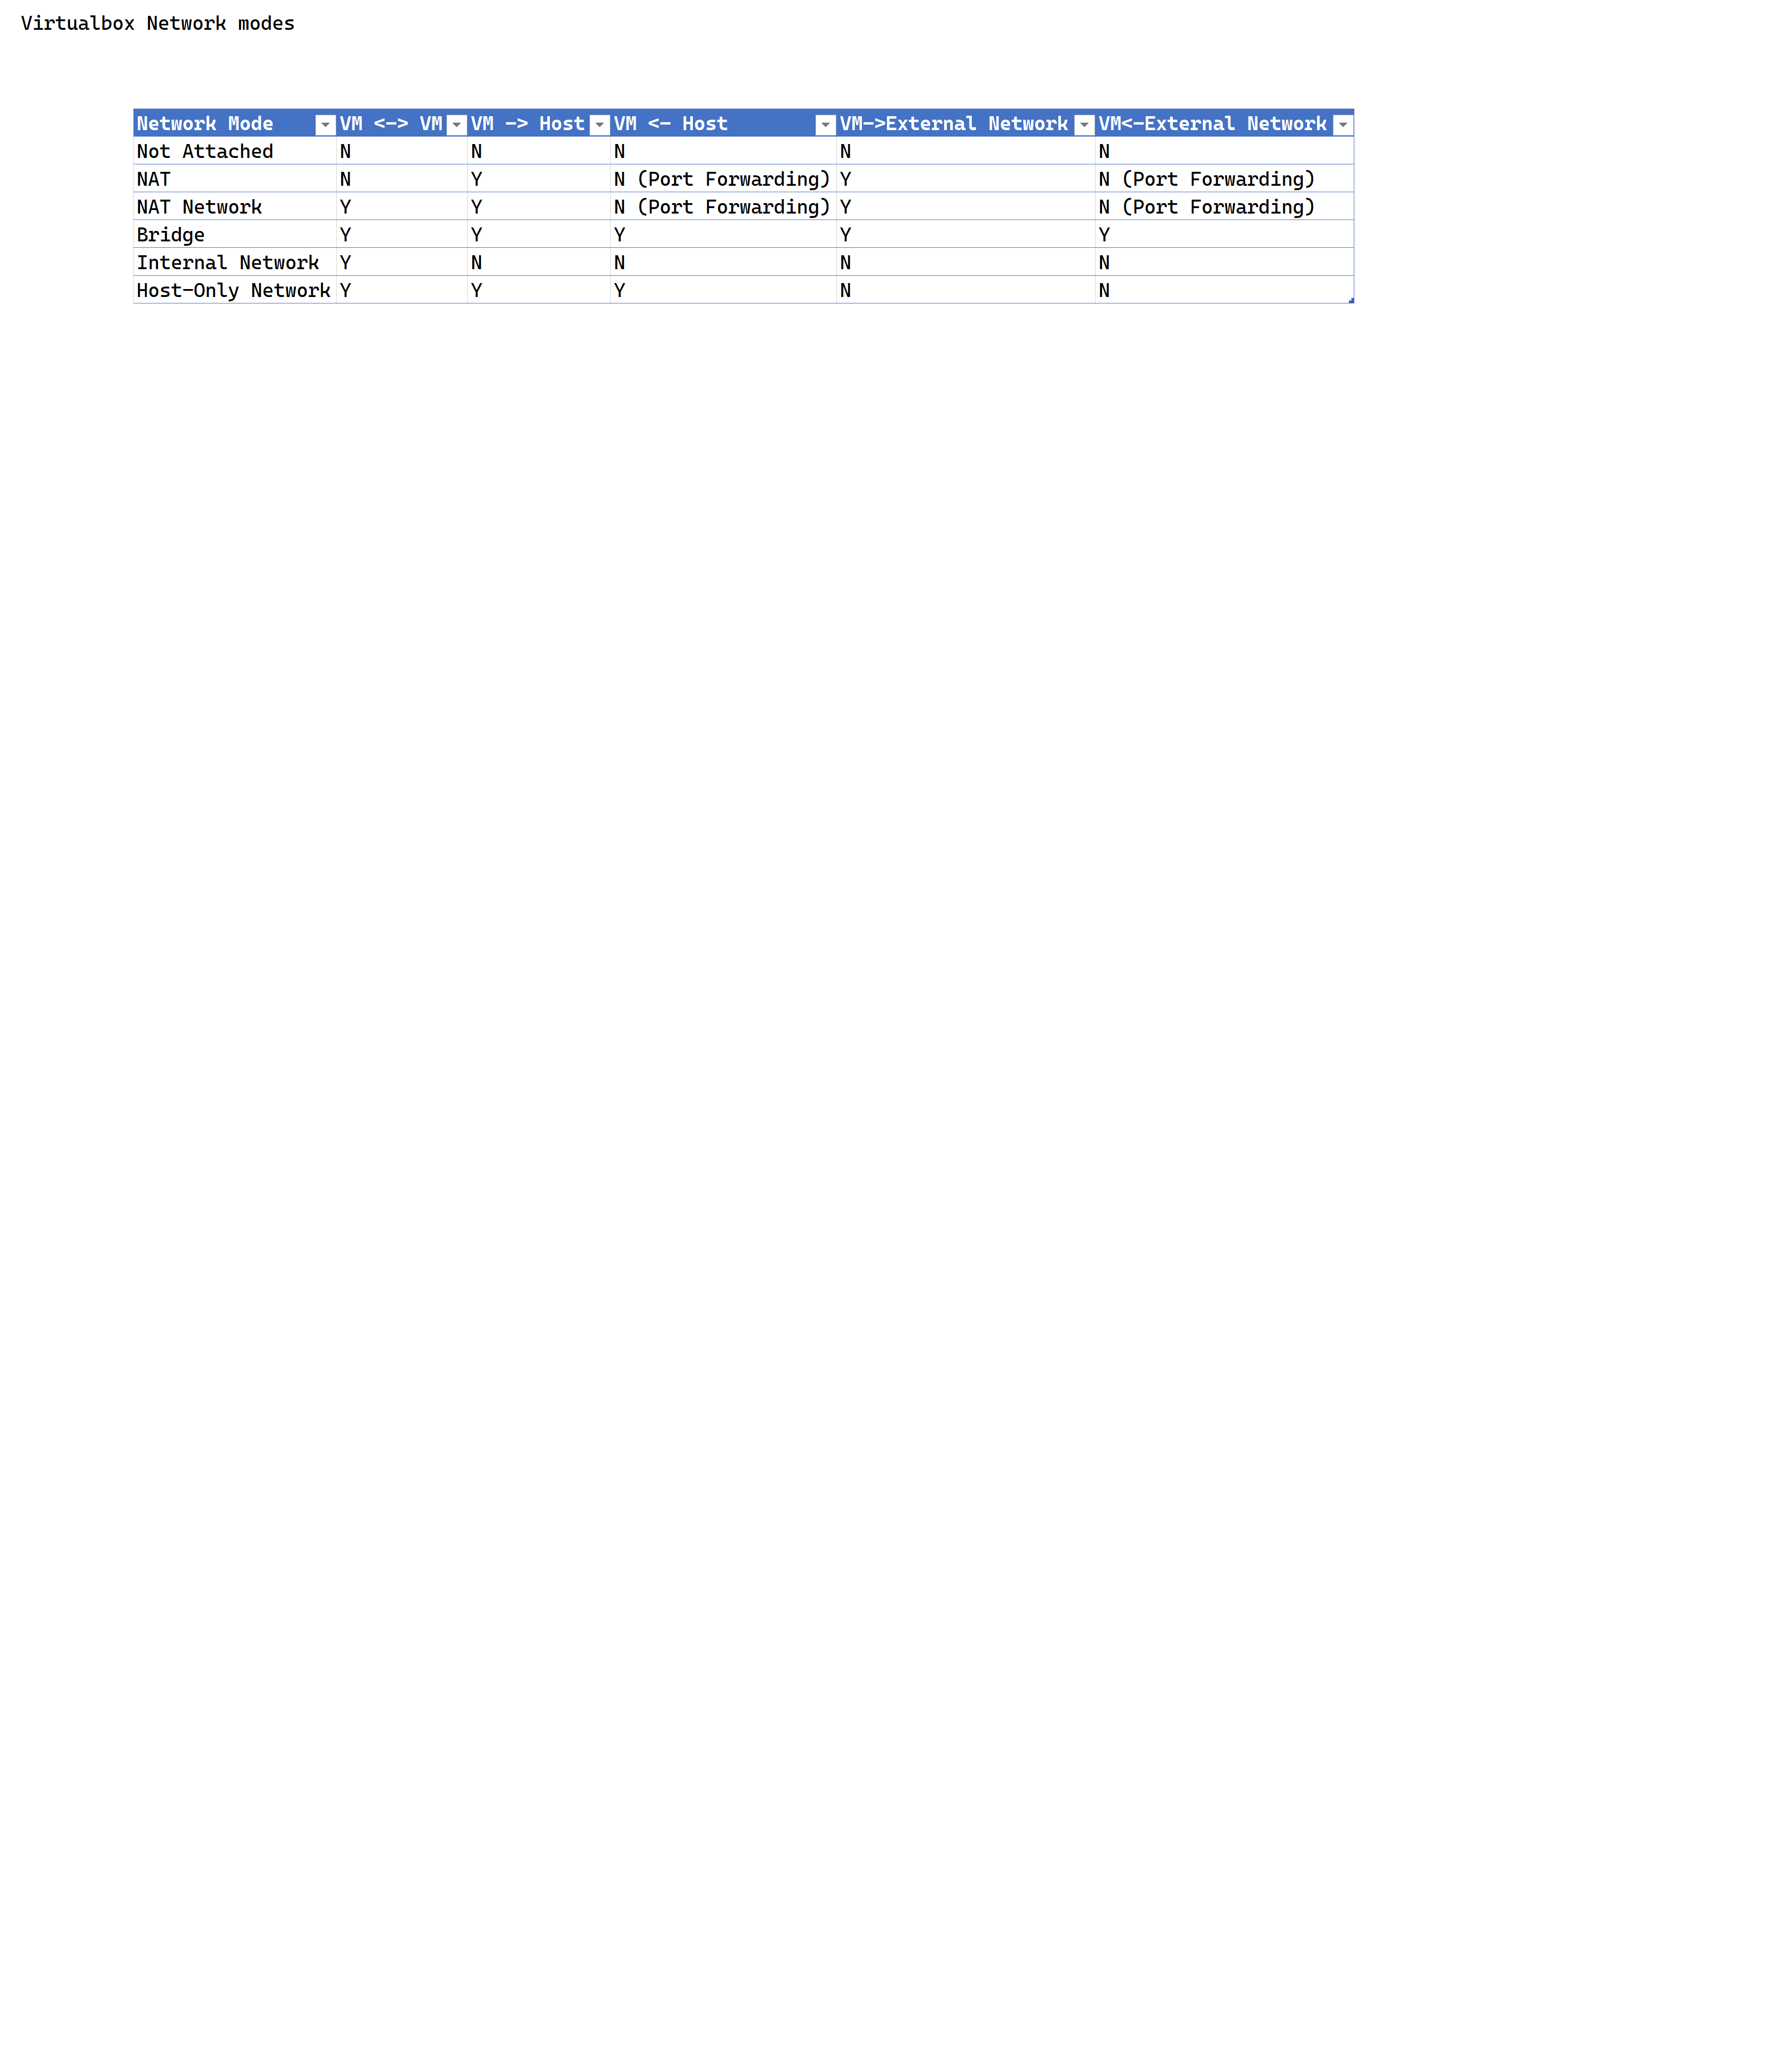 Virtualbox Network modes
Network Mode VM <-> VM VM -> Host VM <- Host VM->External Network VM<-External Network
Not Attached N N N N N
NAT N Y N (Port Forwarding) Y N (Port Forwarding)
NAT Network Y Y N (Port Forwarding) Y N (Port Forwarding)
Bridge Y Y Y Y Y
Internal Network Y N N N N
Host-Only Network Y Y Y N N